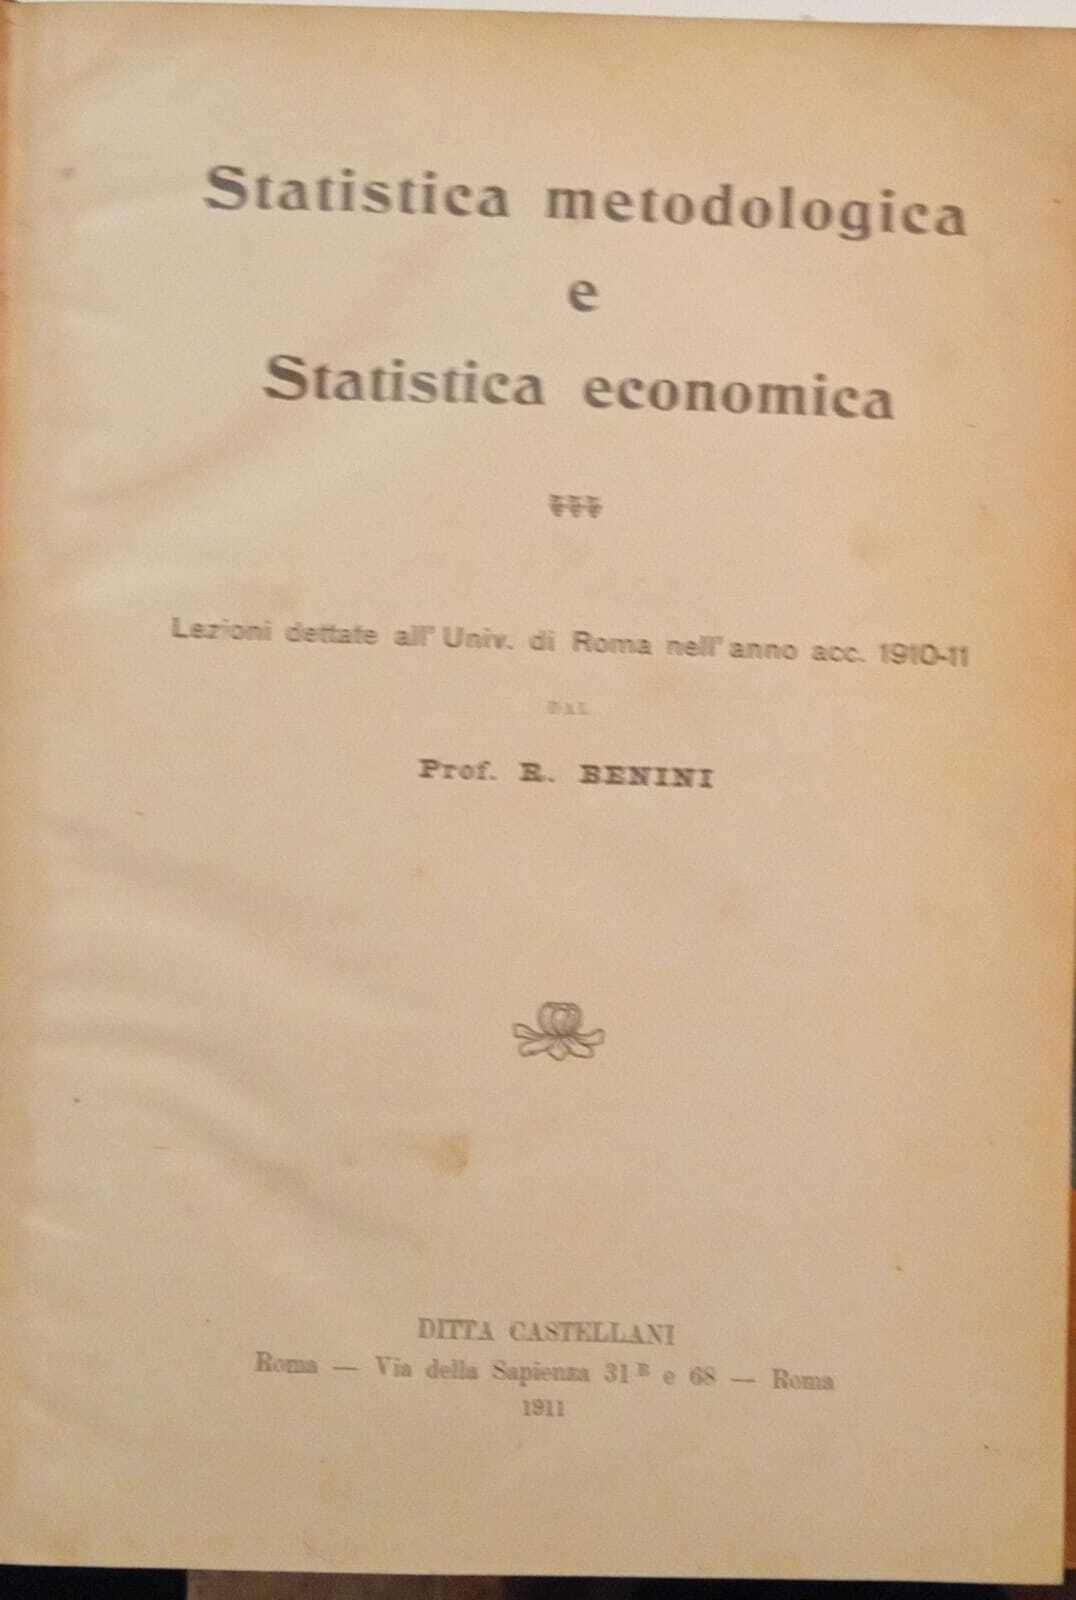 Statistica metodologica
e
Statistica economica
Lezioni dettate all' Univ. di Roma nell' anno acc. 1910-11
DAL
Prof. R. BENINI
DITTA CASTELLANI
Roma — Via della Sapienza 31 B e 68 — Roma
1911